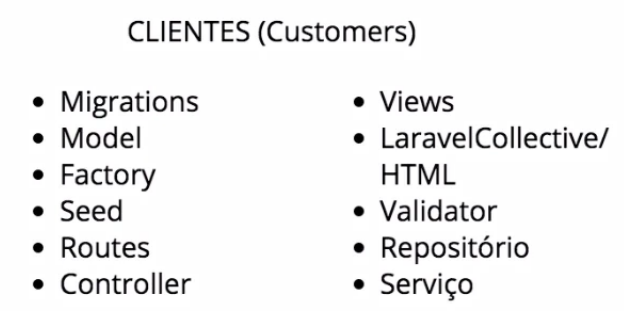 CLIENTES (Customers)
• Migrations
• Model
• Factory
• Seed
• Routes
• Controller
• Views
• LaravelCollective/
HTML
• Validator
• Repositório
• Serviço